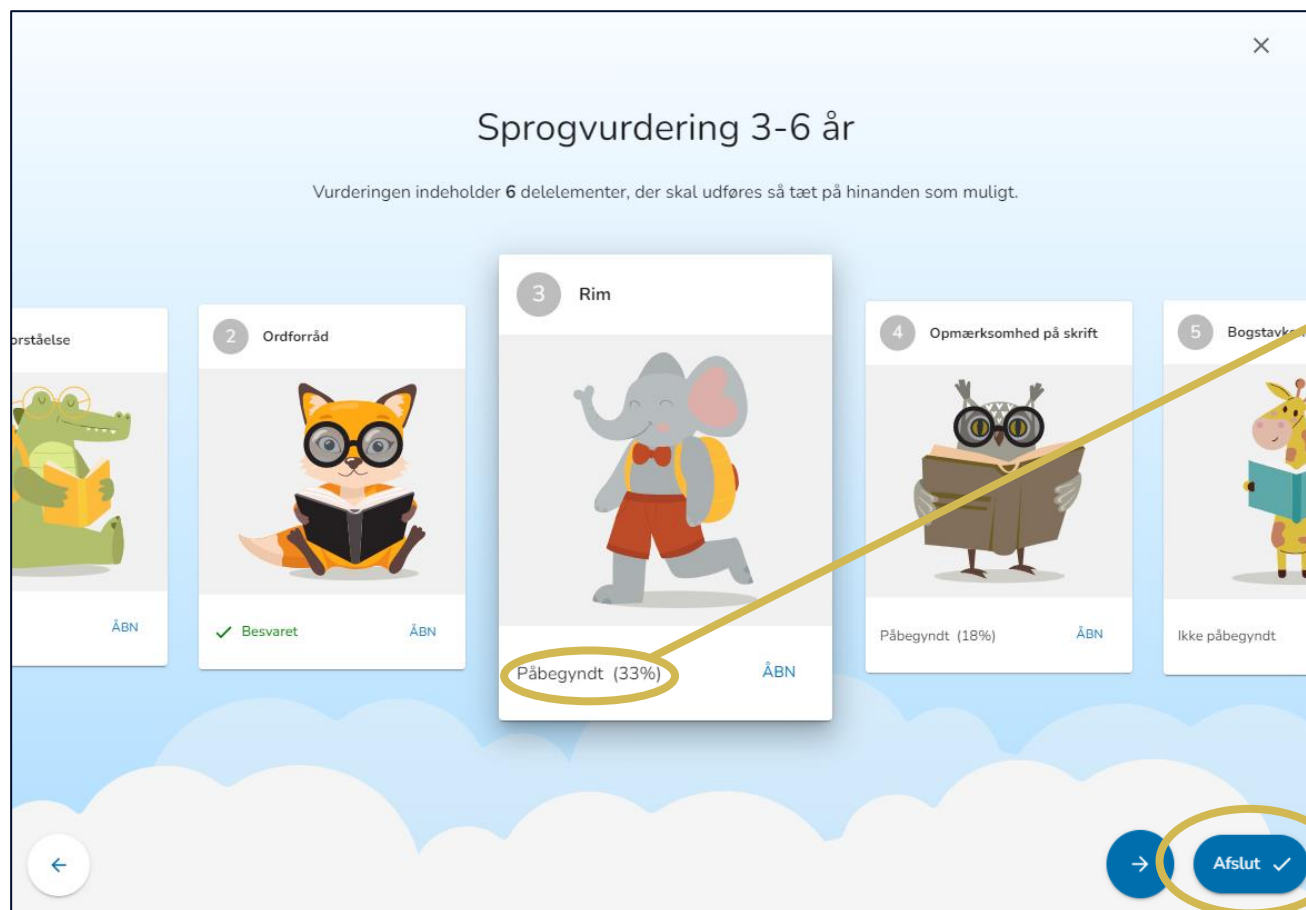 Sprogvurdering 3-6 år
Vurderingen indeholder 6 delelementer, der skal udføres så tæt på hinanden som muligt.
2 Ordforråd
✓ Besvaret ÅBN
3 Rim
Påbegyndt (33%) ÅBN
4 Opmærksomhed på skrift
Påbegyndt (18%) ÅBN
5
Ikke påbegyndt
ÅBN
Afslut ✓